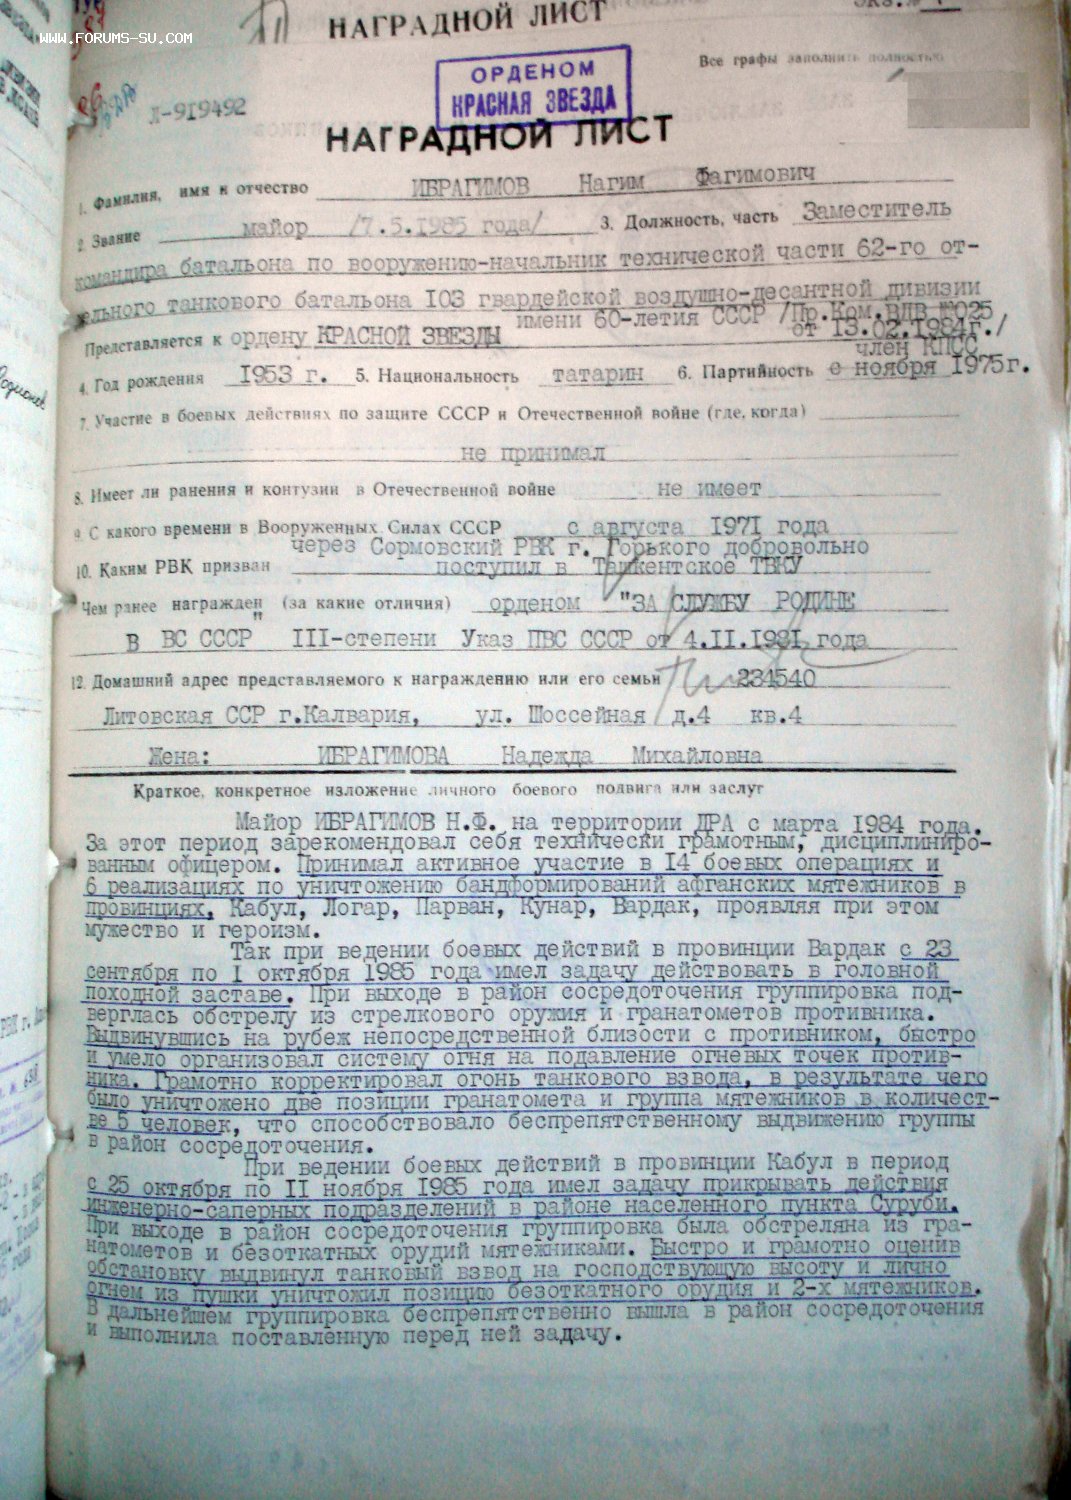 WWW.FORUMS-SU.COM
НАГРАДНОЙ ЛИСТ
Все графы заполнить полностью
ОРДЕНОМ
КРАСНАЯ ЗВЕЗДА
Л-919492
НАГРАДНОЙ ЛИСТ
1. Фамилия, имя и отчество ИБРАГИМОВ Нагим Фагимович
2. Звание майор /7.5.1985 года/ 3. Должность, часть Заместитель
командира батальона по вооружению-начальник технической части 62-го от-
дельного танкового батальона 103 гвардейской воздушно-десантной дивизии
имени 60-летия СССР /Пр.Ком.ВДВ №025
от 13.02.1984г./
Представляется к ордену КРАСНОЙ ЗВЕЗДЫ
член КПСС
4. Год рождения 1953 г. 5. Национальность татарин 6. Партийность с ноября 1975г.
7. Участие в боевых действиях по защите СССР и Отечественной войне (где, когда)
не принимал
8. Имеет ли ранения и контузии в Отечественной войне не имеет
9. С какого времени в Вооруженных Силах СССР с августа 1971 года
через Сормовский РВК г. Горького добровольно
10. Каким РВК призван поступил в Ташкентское ТВКУ
Чем ранее награжден (за какие отличия) орденом "ЗА СЛУЖБУ РОДИНЕ
В ВС СССР" III-степени Указ ПВС СССР от 4.II.1981 года
12. Домашний адрес представляемого к награждению или его семьи 234540
Литовская ССР г.Калвария, ул. Шоссейная д.4 кв.4
Жена: ИБРАГИМОВА Надежда Михайловна
Краткое, конкретное изложение личного боевого подвига или заслуг
Майор ИБРАГИМОВ Н.Ф. на территории ДРА с марта 1984 года.
За этот период зарекомендовал себя технически грамотным, дисциплиниро-
ванным офицером. Принимал активное участие в 14 боевых операциях и
6 реализациях по уничтожению бандформирований афганских мятежников в
провинциях, Кабул, Логар, Парван, Кунар, Вардак, проявляя при этом
мужество и героизм.
Так при ведении боевых действий в провинции Вардак с 23
сентября по I октября 1985 года имел задачу действовать в головной
походной заставе. При выходе в район сосредоточения группировка под-
верглась обстрелу из стрелкового оружия и гранатометов противника.
Выдвинувшись на рубеж непосредственной близости с противником, быстро
и умело организовал систему огня на подавление огневых точек против-
ника. Грамотно корректировал огонь танкового взвода, в результате чего
было уничтожено две позиции гранатомета и группа мятежников в количест-
ве 5 человек, что способствовало беспрепятственному выдвижению группы
в район сосредоточения.
При ведении боевых действий в провинции Кабул в период
с 25 октября по II ноября 1985 года имел задачу прикрывать действия
инженерно-саперных подразделений в районе населенного пункта Суруби.
При выходе в район сосредоточения группировка была обстреляна из гра-
натометов и безоткатных орудий мятежниками. Быстро и грамотно оценив
обстановку выдвинул танковый взвод на господствующую высоту и лично
огнем из пушки уничтожил позицию безоткатного орудия и 2-х мятежников.
В дальнейшем группировка беспрепятственно вышла в район сосредоточения
и выполнила поставленную перед ней задачу.